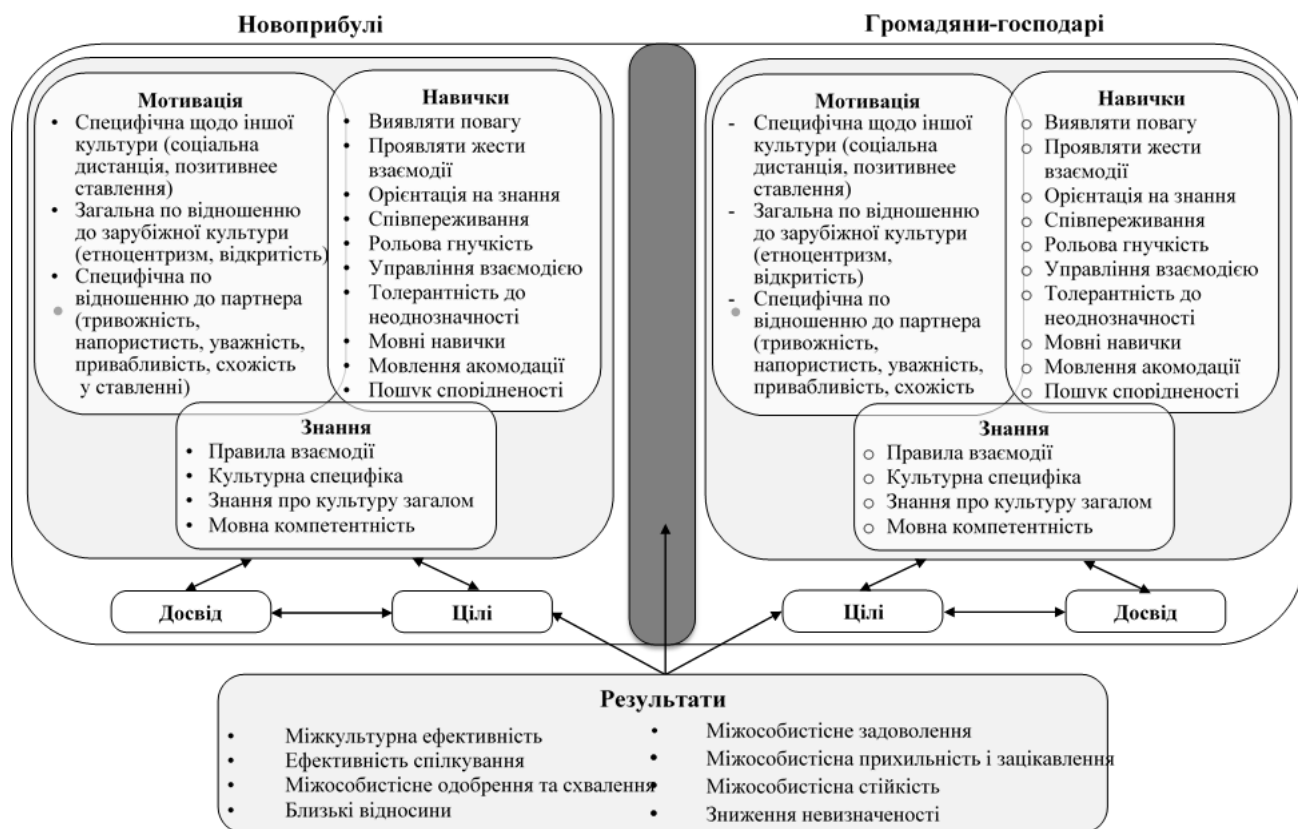 Новоприбулі
Мотивація
• Специфічна щодо іншої
культури (соціальна
дистанція, позитивнее
ставлення)
• Загальна по відношенню
до зарубіжної культури
(етноцентризм, відкритість)
• Специфічна по
відношенню до партнера
(тривожність,
напористисть, уважність,
привабливість, схожість
у ставленні)
Навички
• Виявляти повагу
• Проявляти жести
взаємодії
• Орієнтація на знання
• Співпереживання
• Рольова гнучкість
• Управління взаємодією
• Толерантність до
неоднозначності
• Мовні навички
• Мовлення акомодації
• Пошук спорідненості
Знання
• Правила взаємодії
• Культурна специфіка
• Знання про культуру загалом
• Мовна компетентність
Досвід
Цілі
Громадяни-господарі
Мотивація
- Специфічна щодо іншої
культури (соціальна
дистанція, позитивнее
ставлення)
- Загальна по відношенню
до зарубіжної культури
(етноцентризм,
відкритість)
- Специфічна по
відношенню до партнера
(тривожність,
напористисть, уважність,
привабливість, схожість
Навички
○ Виявляти повагу
○ Проявляти жести
взаємодії
○ Орієнтація на знання
○ Співпереживання
○ Рольова гнучкість
○ Управління взаємодією
○ Толерантність до
неоднозначності
○ Мовні навички
○ Мовлення акомодації
○ Пошук спорідненості
Знання
○ Правила взаємодії
○ Культурна специфіка
○ Знання про культуру загалом
○ Мовна компетентність
Цілі
Досвід
Результати
• Міжкультурна ефективність
• Ефективність спілкування
• Міжособистісне одобрення та схвалення
• Близькі відносини
• Міжособистісне задоволення
• Міжособистісна прихильність і зацікавлення
• Міжособистісна стійкість
• Зниження невизначеності